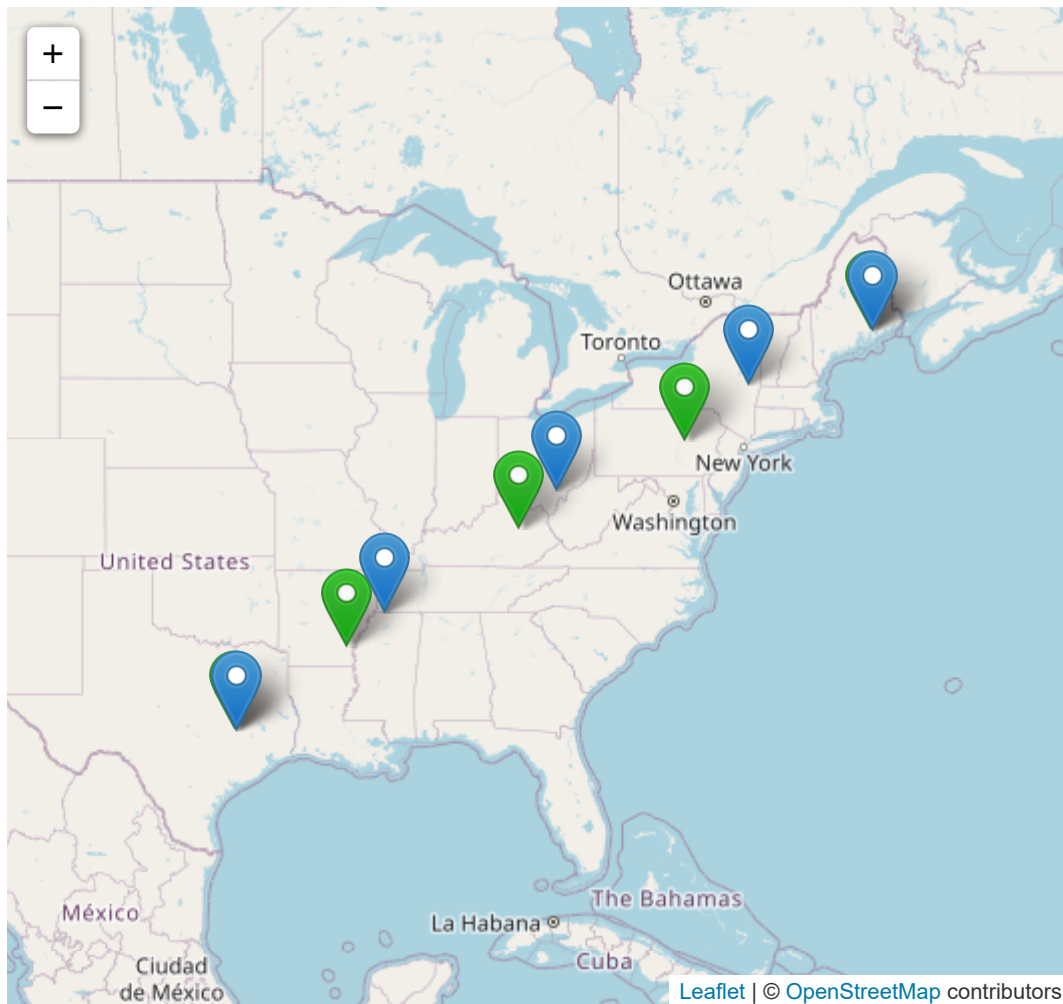 +
−
Ottawa
Toronto
New York
Washington
United States
The Bahamas
La Habana
México
Cuba
Ciudad
de México
Leaflet | © OpenStreetMap contributors